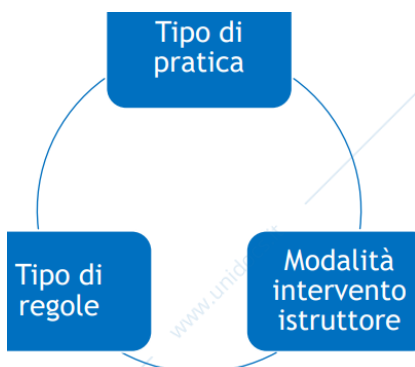 Tipo di
pratica
Tipo di
regole
Modalità
intervento
istruttore